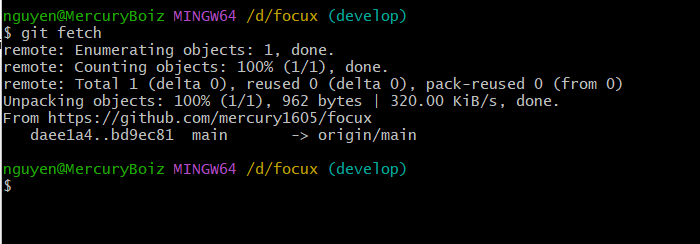 nguyen@MercuryBoiz MINGW64 /d/focux (develop)
$ git fetch
remote: Enumerating objects: 1, done.
remote: Counting objects: 100% (1/1), done.
remote: Total 1 (delta 0), reused 0 (delta 0), pack-reused 0 (from 0)
Unpacking objects: 100% (1/1), 962 bytes | 320.00 KiB/s, done.
From https://github.com/mercury1605/focux
   daee1a4..bd9ec81  main       -> origin/main
nguyen@MercuryBoiz MINGW64 /d/focux (develop)
$